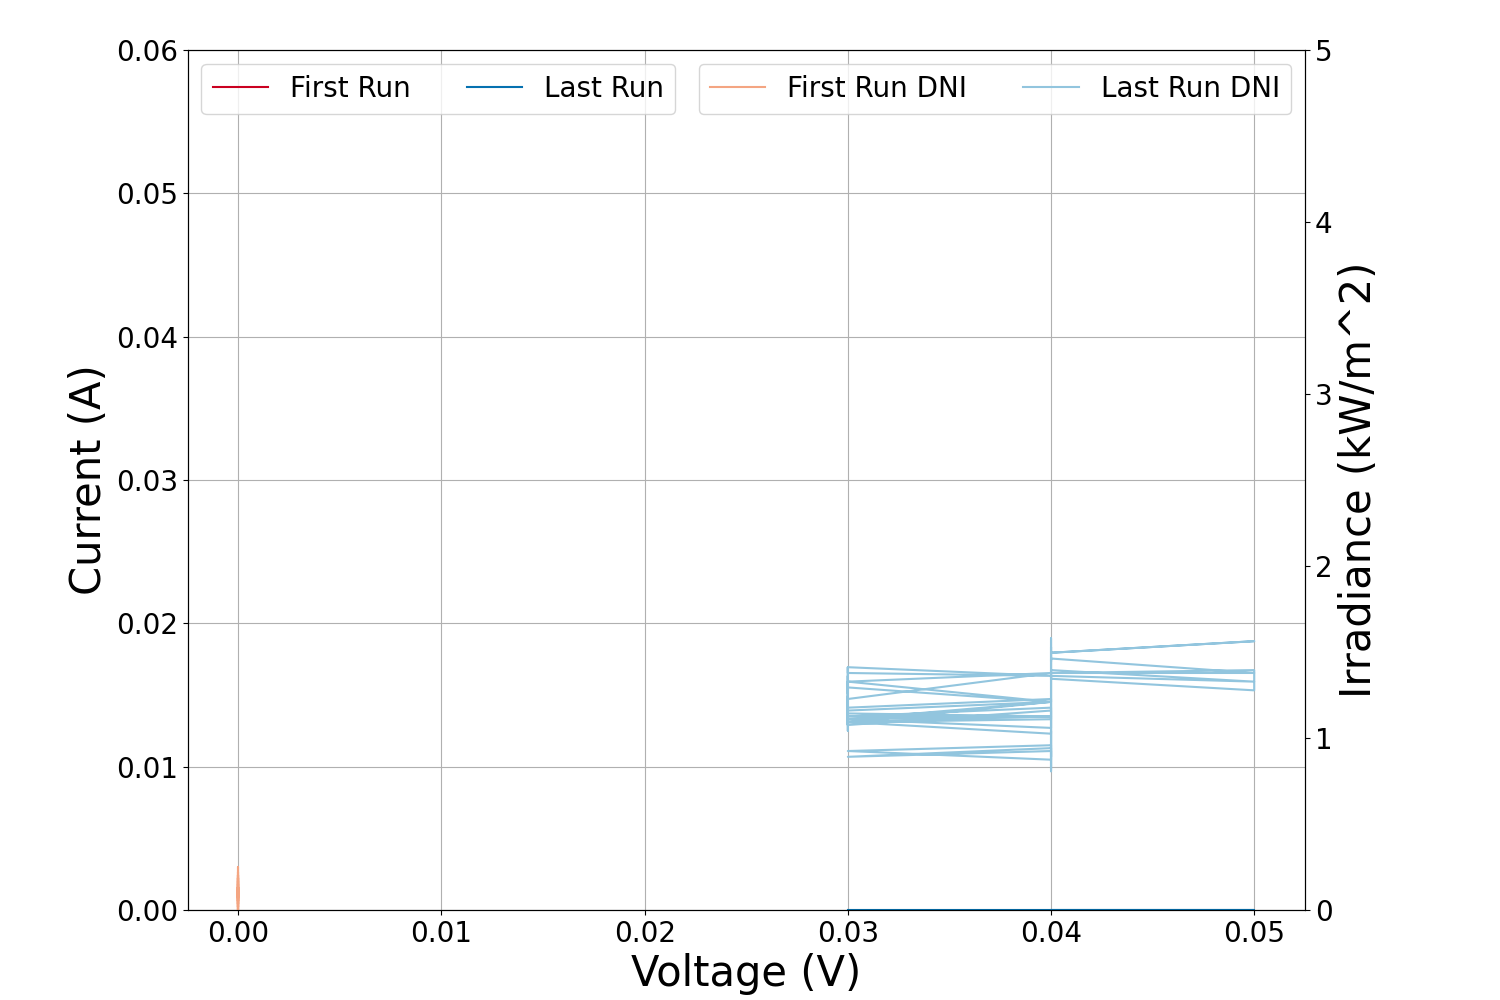 First Run
Last Run
First Run DNI
Last Run DNI
Current (A)
0.06
0.05
0.04
0.03
0.02
0.01
0.00
5
4
3
2
1
0
Irradiance (kW/m^2)
0.00 0.01 0.02 0.03 0.04 0.05
Voltage (V)